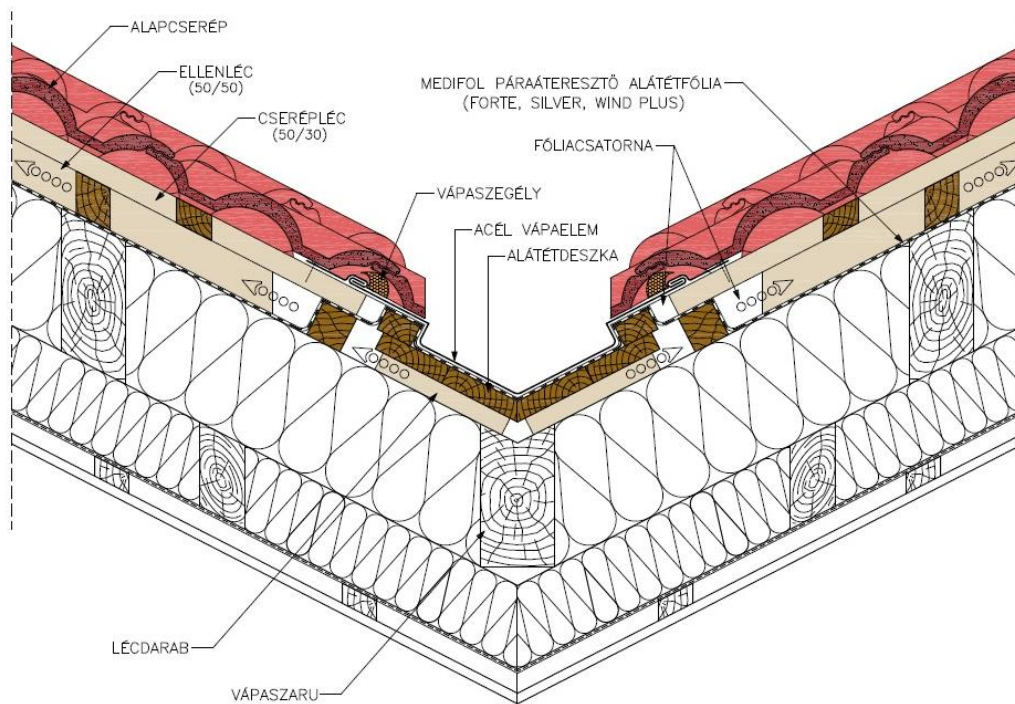 ALAPCSERÉP
ELLENLÉC
(50/50)
CSERÉPLÉC
(50/30)
MEDIFOL PÁRAÁTERESZTŐ ALÁTÉTFÓLIA
(FORTE, SILVER, WIND PLUS)
FÓLIACSATORNA
VÁPASZEGÉLY
ACÉL VÁPAELEM
ALÁTÉTDESZKA
LÉCDARAB
VÁPASZARU